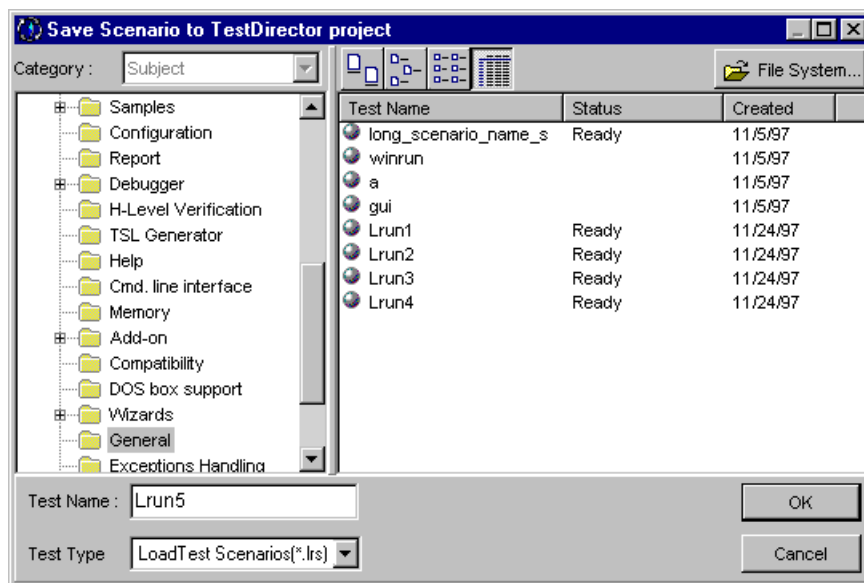 Save Scenario to TestDirector project
Category : Subject
File System...
Samples
Configuration
Report
Debugger
H-Level Verification
TSL Generator
Help
Cmd. line interface
Memory
Add-on
Compatibility
DOS box support
Wizards
General
Exceptions Handling
Test Name Status Created
long_scenario_name_s Ready 11/5/97
winrun 11/5/97
a 11/5/97
gui 11/5/97
Lrun1 Ready 11/24/97
Lrun2 Ready 11/24/97
Lrun3 Ready 11/24/97
Lrun4 Ready 11/24/97
Test Name : Lrun5
OK
Test Type LoadTest Scenarios(*.lrs)
Cancel